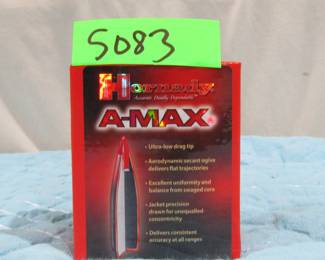 5083
Hornady
Accurate. Deadly. Dependable.
A-MAX
• Ultra-low drag tip
• Aerodynamic secant ogive
delivers flat trajectories
• Excellent uniformity and
balance from swaged core
• Jacket precision
drawn for unequalled
concentricity
• Delivers consistent
accuracy at all ranges